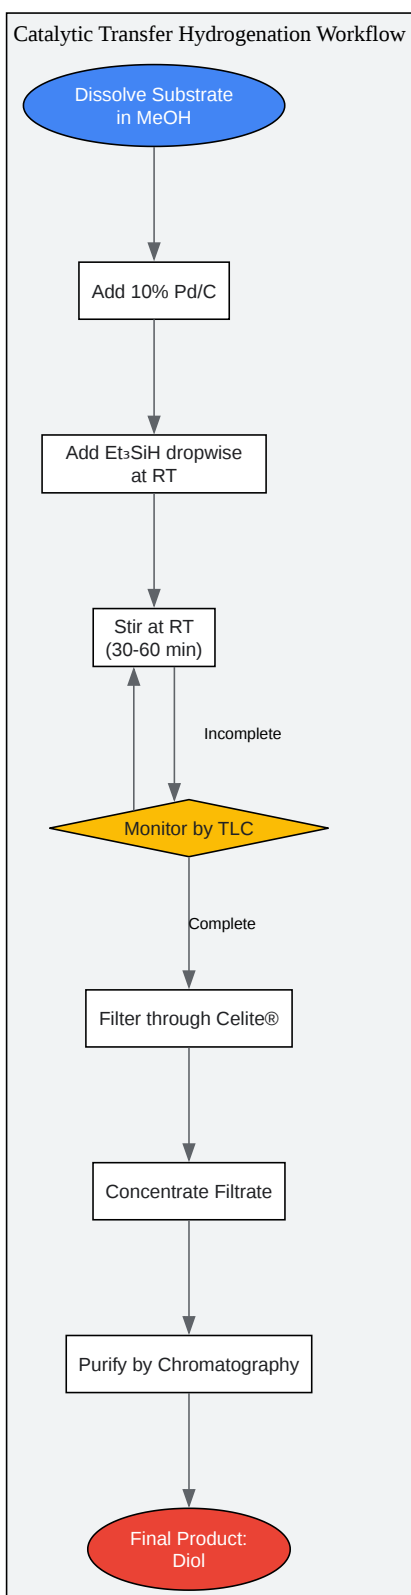 Catalytic Transfer Hydrogenation Workflow
Dissolve Substrate
in MeOH
Add 10% Pd/C
Add Et₃SiH dropwise
at RT
Stir at RT
(30-60 min)
Incomplete
Monitor by TLC
Complete
Filter through Celite®
Concentrate Filtrate
Purify by Chromatography
Final Product:
Diol